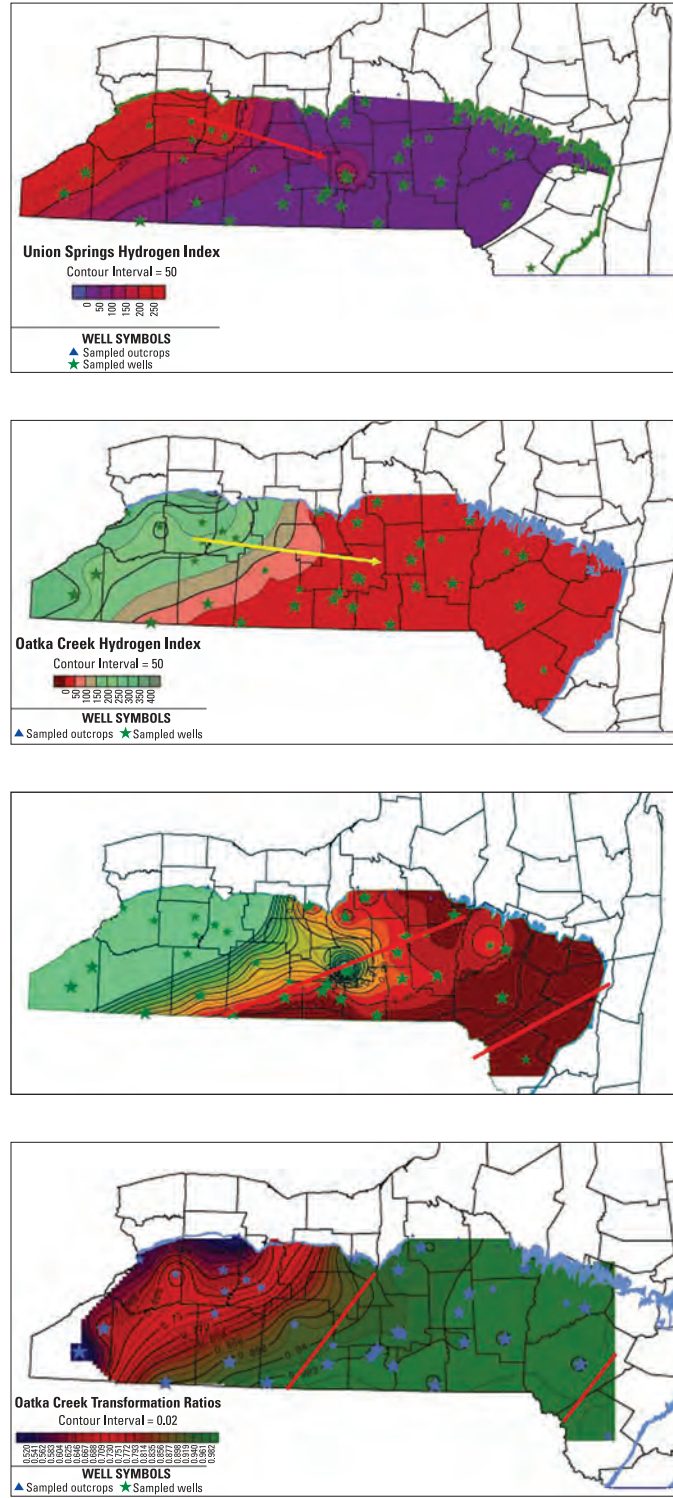 Union Springs Hydrogen Index
Contour Interval = 50
0 50 100 150 200 250
WELL SYMBOLS
▲ Sampled outcrops
★ Sampled wells
Oatka Creek Hydrogen Index
Contour Interval = 50
0 50 100 150 200 250 300 350 400
WELL SYMBOLS
▲ Sampled outcrops ★ Sampled wells
Oatka Creek Transformation Ratios
Contour Interval = 0.02
0.520 0.541 0.562 0.583 0.604 0.625 0.646 0.667 0.688 0.709 0.730 0.751 0.772 0.793 0.814 0.835 0.856 0.877 0.898 0.919 0.940 0.961 0.982
WELL SYMBOLS
▲ Sampled outcrops ★ Sampled wells